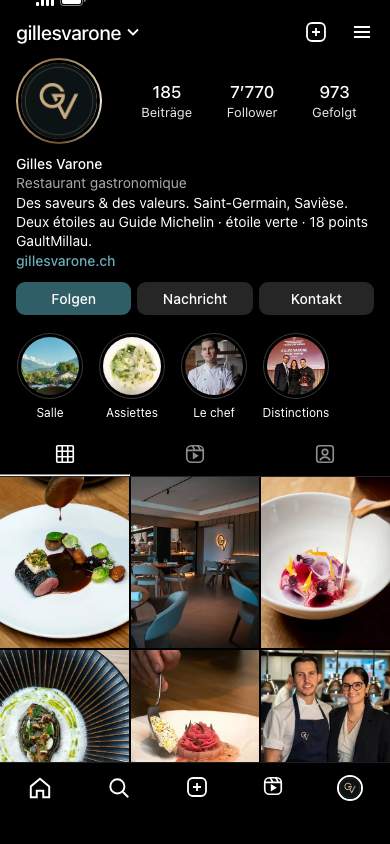 gillesvarone
GV
185 7’770 973
Beiträge Follower Gefolgt
Gilles Varone
Restaurant gastronomique
Des saveurs & des valeurs. Saint-Germain, Savièse.
Deux étoiles au Guide Michelin · étoile verte · 18 points
GaultMillau.
gillesvarone.ch
Folgen Nachricht Kontakt
Salle Assiettes Le chef Distinctions